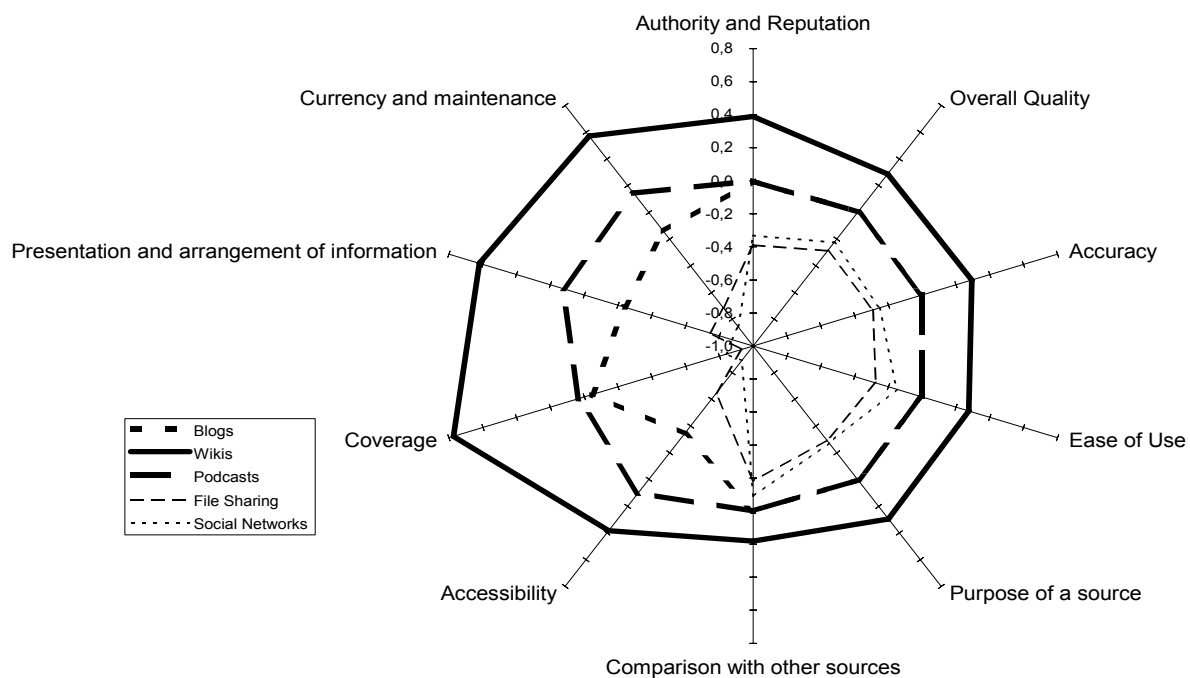 Authority and Reputation
0,8
0,6
0,4
0,2
0,0
-0,2
-0,4
-0,6
-0,8
-1,0
Overall Quality
Accuracy
Ease of Use
Purpose of a source
Comparison with other sources
Accessibility
Coverage
Presentation and arrangement of information
Currency and maintenance
Blogs
Wikis
Podcasts
File Sharing
Social Networks